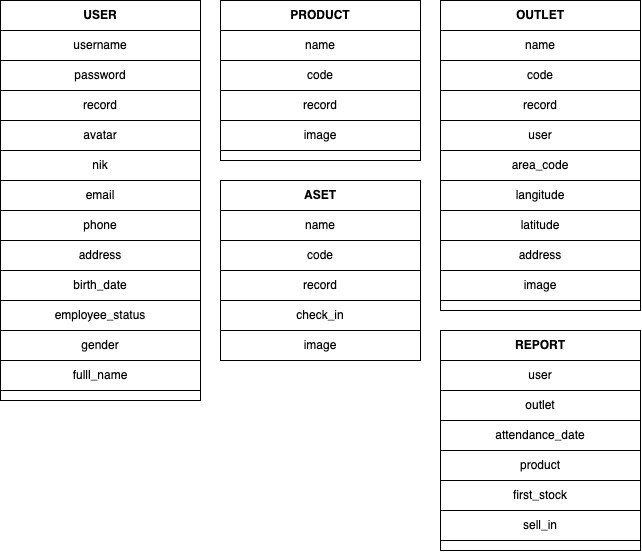 USER
username
password
record
avatar
nik
email
phone
address
birth_date
employee_status
gender
fulll_name
PRODUCT
name
code
record
image
ASET
name
code
record
check_in
image
OUTLET
name
code
record
user
area_code
langitude
latitude
address
image
REPORT
user
outlet
attendance_date
product
first_stock
sell_in